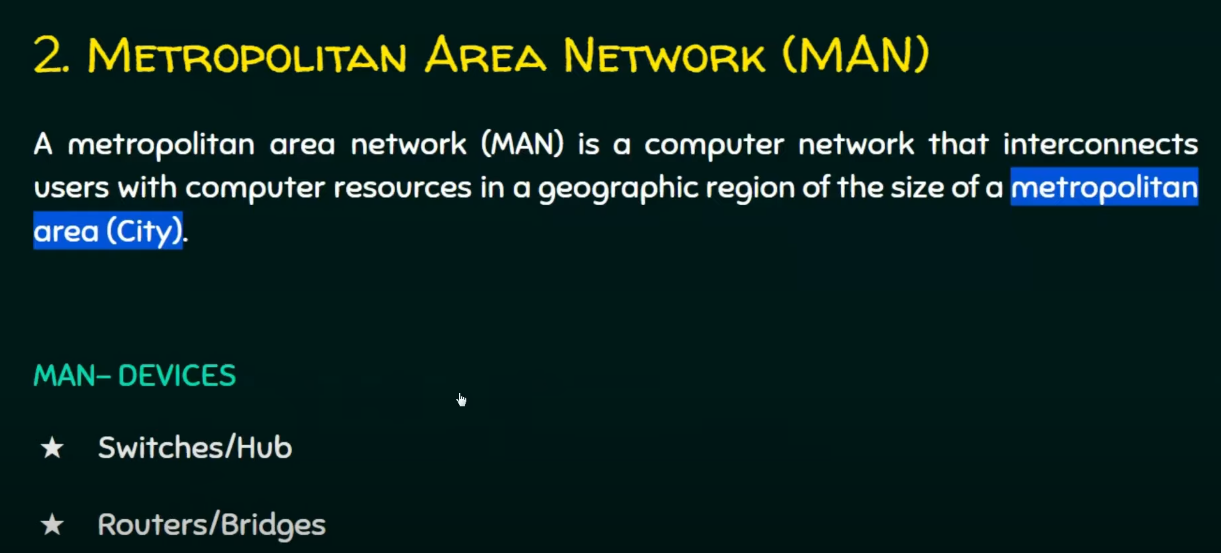 2. METROPOLITAN AREA NETWORK (MAN)
A metropolitan area network (MAN) is a computer network that interconnects
users with computer resources in a geographic region of the size of a metropolitan
area (City).
MAN– DEVICES
★ Switches/Hub
★ Routers/Bridges